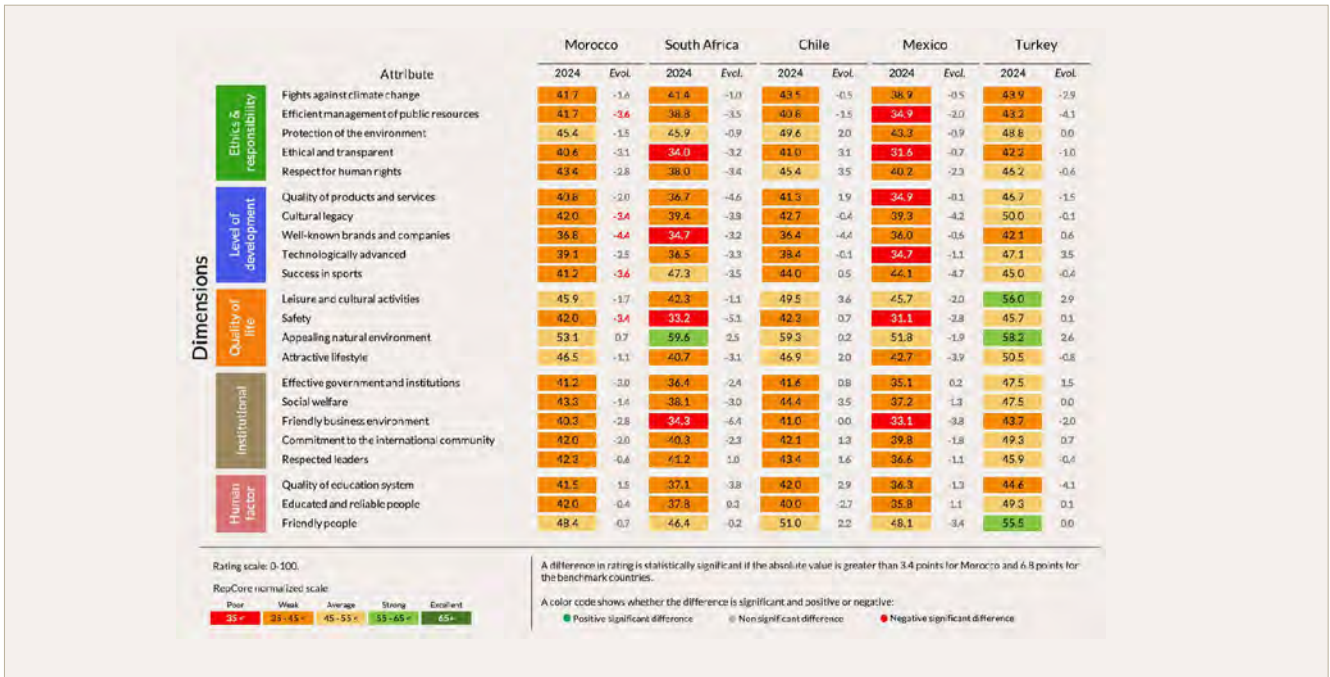 Morocco South Africa Chile Mexico Turkey
Attribute 2024 Evol. 2024 Evol. 2024 Evol. 2024 Evol. 2024 Evol.
Dimensions
Ethics & responsibility
Fights against climate change 41.7 -1.6 41.4 -1.0 43.5 -0.5 38.9 -0.5 43.9 -2.9
Efficient management of public resources 41.7 -3.6 38.8 -3.5 40.8 -1.5 34.9 -2.0 43.2 -4.1
Protection of the environment 45.4 -1.5 45.9 -0.9 49.6 2.0 43.3 -0.9 48.8 0.0
Ethical and transparent 40.6 -3.1 34.0 -3.2 41.0 3.1 31.6 -0.7 42.2 -1.0
Respect for human rights 43.4 -2.8 38.0 -3.4 45.4 3.5 40.2 -2.3 45.2 -0.6
Level of development
Quality of products and services 40.8 -2.0 36.7 -4.6 41.3 1.9 34.9 -0.1 46.7 -1.5
Cultural legacy 42.0 -3.4 39.4 -3.8 42.7 -0.4 39.3 -4.2 50.0 -0.1
Well-known brands and companies 36.8 -4.4 34.7 -3.2 36.4 -4.4 36.0 -0.6 42.1 0.6
Technologically advanced 39.1 -2.5 36.5 -3.3 38.4 -0.1 34.7 -1.1 47.1 3.5
Success in sports 41.2 -3.6 47.3 -3.5 44.0 0.5 44.1 -4.7 45.0 -0.4
Quality of life
Leisure and cultural activities 45.9 -1.7 42.3 -1.1 49.5 3.6 45.7 -2.0 56.0 2.9
Safety 42.0 -3.4 33.2 -5.1 42.3 0.7 31.1 -2.8 45.7 0.1
Appealing natural environment 53.1 0.7 59.6 2.5 59.3 0.2 51.8 -1.9 58.2 2.6
Attractive lifestyle 46.5 -1.1 40.7 -3.1 46.9 2.0 42.7 -3.9 50.5 -0.8
Institutional
Effective government and institutions 41.2 -3.0 36.4 -2.4 41.6 0.8 35.1 0.2 47.5 1.5
Social welfare 43.3 -1.4 38.1 -3.0 44.4 3.5 37.2 1.3 47.5 0.0
Friendly business environment 40.3 -2.8 34.3 -6.4 41.0 0.0 33.1 -3.8 43.7 -2.0
Commitment to the international community 42.0 -2.0 40.3 -2.3 42.1 1.3 39.8 -1.8 49.3 0.7
Respected leaders 42.3 -0.6 41.2 1.0 43.4 1.6 36.6 -1.1 45.9 -0.4
Human factor
Quality of education system 41.5 1.5 37.1 -3.8 42.0 2.9 36.3 -1.3 44.6 -4.1
Educated and reliable people 42.0 -0.4 37.8 0.3 40.0 -2.7 35.8 1.1 49.3 0.1
Friendly people 48.4 -0.7 46.4 -0.2 51.0 2.2 48.1 -3.4 55.5 0.0
Rating scale: 0-100.
RepCore normalized scale
Poor Weak Average Strong Excellent
35 < 35 - 45 < 45 - 55 < 55 - 65 < 65+
A difference in rating is statistically significant if the absolute value is greater than 3.4 points for Morocco and 6.8 points for
the benchmark countries.
A color code shows whether the difference is significant and positive or negative:
Positive significant difference Non significant difference Negative significant difference